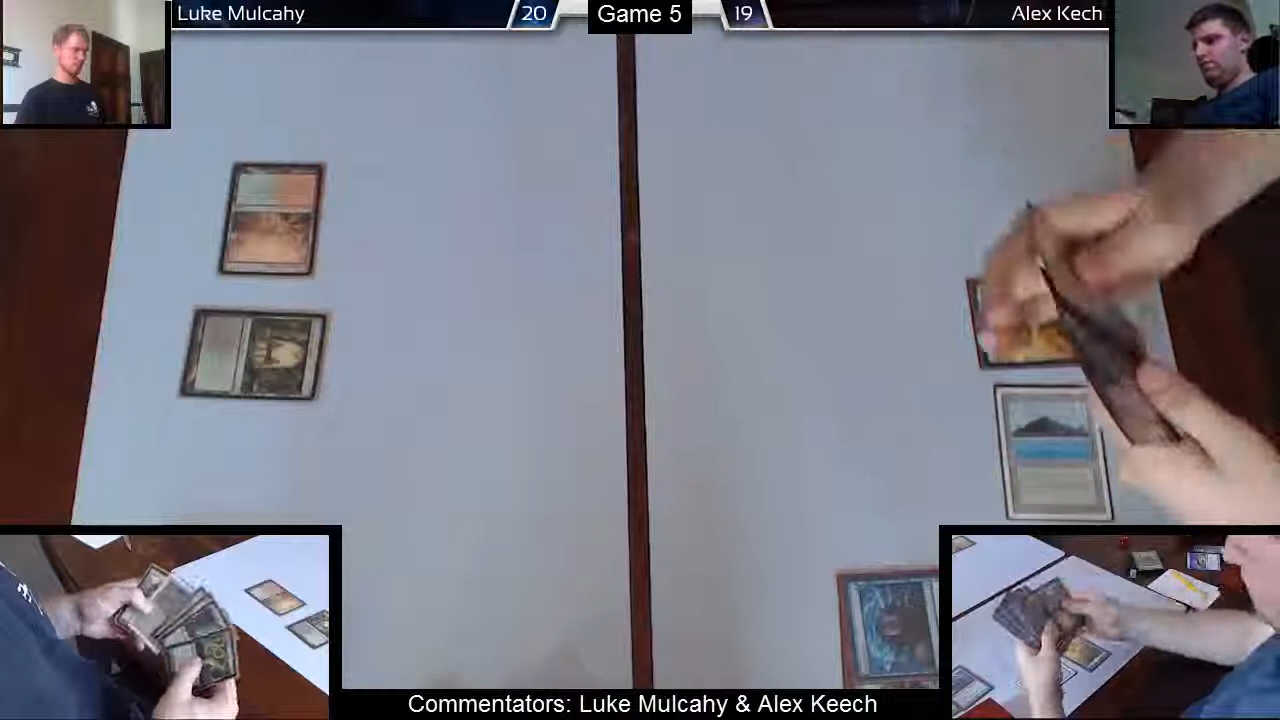 Luke Mulcahy
20
Game 5
19
Alex Kech
Commentators: Luke Mulcahy & Alex Keech